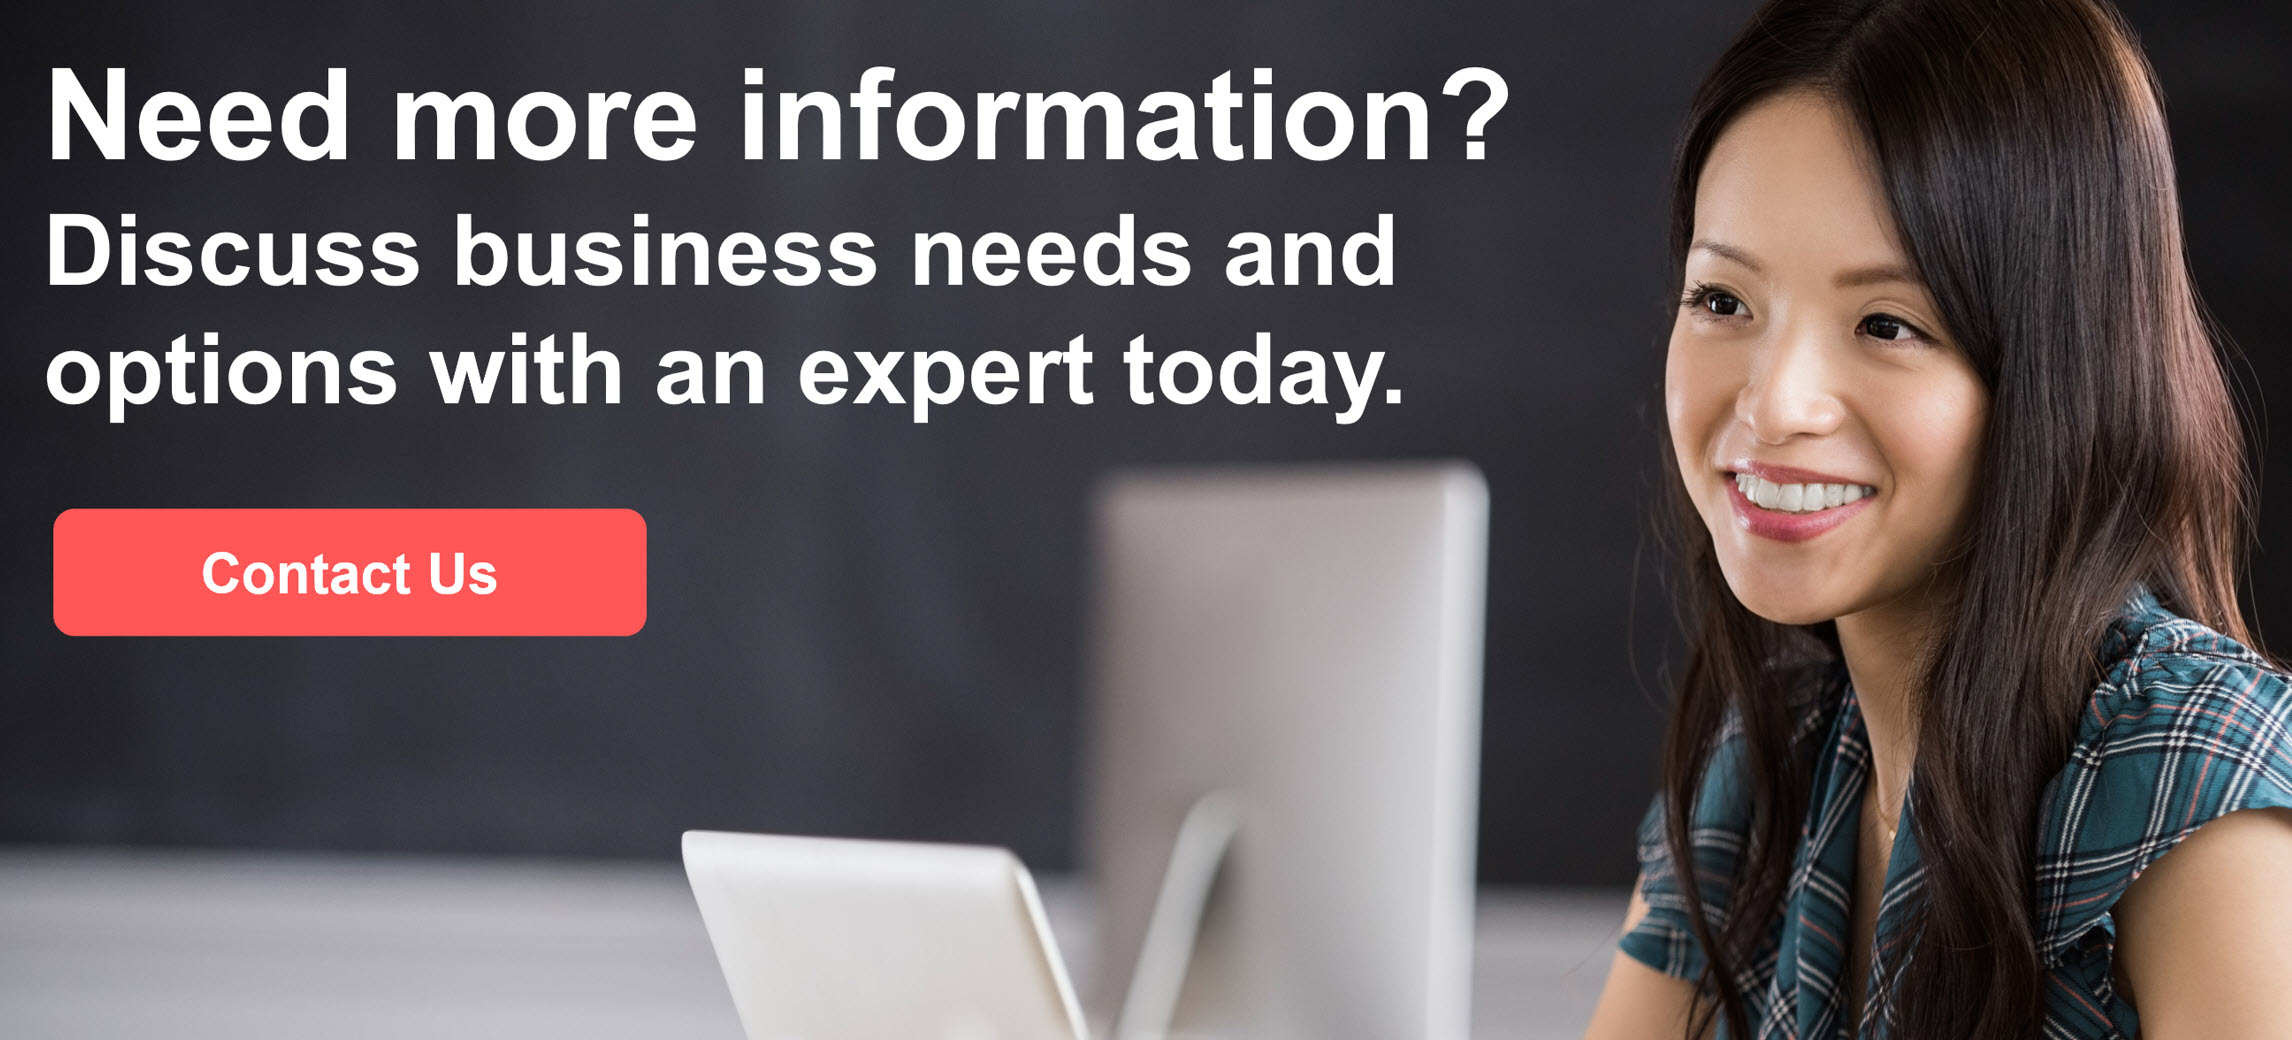 Need more information?
Discuss business needs and
options with an expert today.
Contact Us